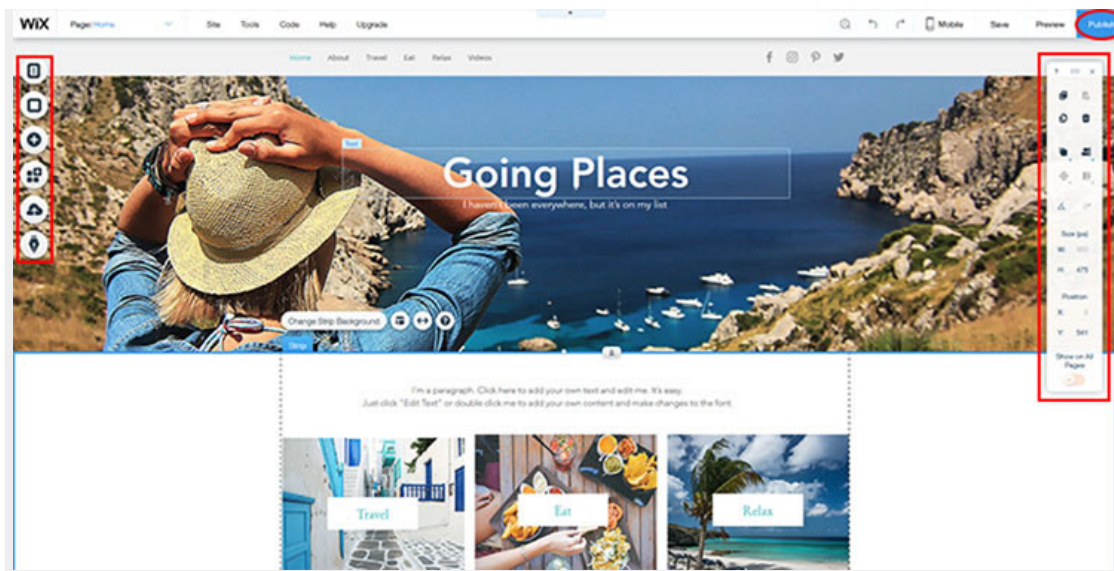 WiX Page: Home Site Tools Code Help Upgrade Mobile Save Preview Publish
Home About Travel Eat Relax Videos
Text
Going Places
I haven't been everywhere, but it's on my list
Size (px)
W:
H: 475
Position
X:
Y: 541
Show on All
Pages
Change Strip Background
Strip
I'm a paragraph. Click here to add your own text and edit me. It's easy.
Just click "Edit Text" or double click me to add your own content and make changes to the font.
Travel
Eat
Relax